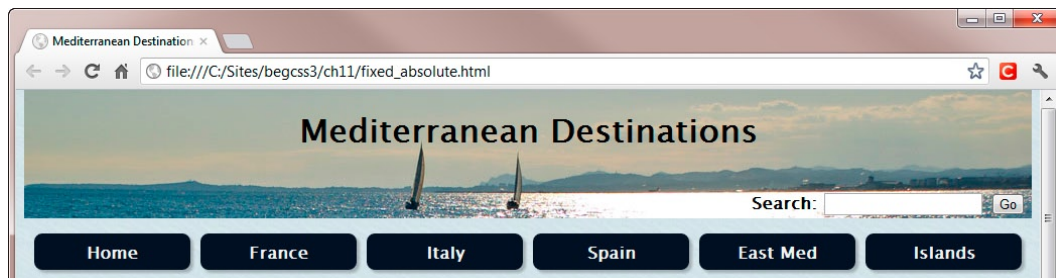 Mediterranean Destination
file:///C:/Sites/begcss3/ch11/fixed_absolute.html
C
Mediterranean Destinations
Search: Go
Home France Italy Spain East Med Islands